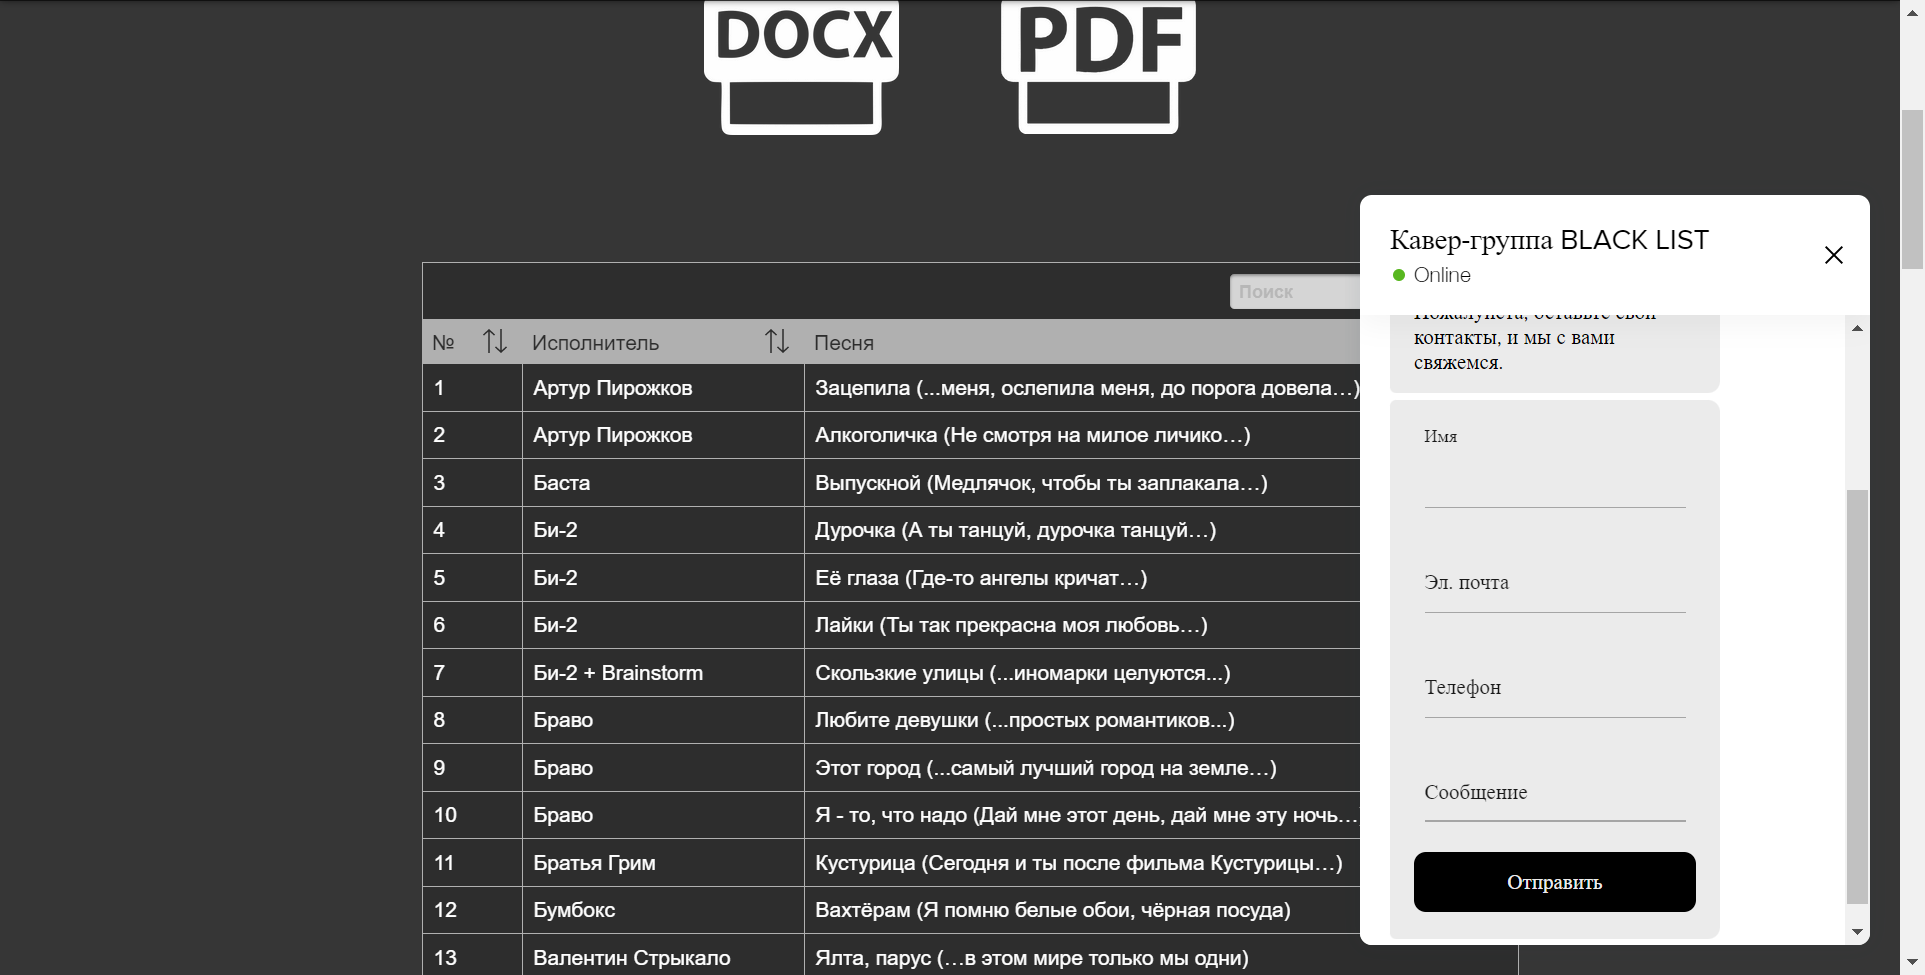 DOCX PDF
Поиск
№ Исполнитель Песня
1 Артур Пирожков Зацепила (...меня, ослепила меня, до порога довела…)
2 Артур Пирожков Алкоголичка (Не смотря на милое личико…)
3 Баста Выпускной (Медлячок, чтобы ты заплакала…)
4 Би-2 Дурочка (А ты танцуй, дурочка танцуй…)
5 Би-2 Её глаза (Где-то ангелы кричат…)
6 Би-2 Лайки (Ты так прекрасна моя любовь…)
7 Би-2 + Brainstorm Скользкие улицы (...иномарки целуются...)
8 Браво Любите девушки (...простых романтиков...)
9 Браво Этот город (...самый лучший город на земле…)
10 Браво Я - то, что надо (Дай мне этот день, дай мне эту ночь…
11 Братья Грим Кустурица (Сегодня и ты после фильма Кустурицы…)
12 Бумбокс Вахтёрам (Я помню белые обои, чёрная посуда)
13 Валентин Стрыкало Ялта, парус (…в этом мире только мы одни)
Кавер-группа BLACK LIST
Online
Пожалуйста, оставьте свои
контакты, и мы с вами
свяжемся.
Имя
Эл. почта
Телефон
Сообщение
Отправить